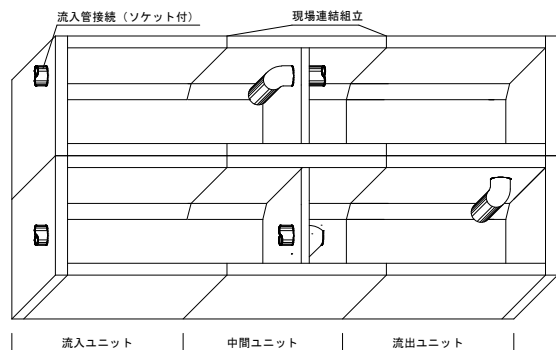 流入管接続（ソケット付）
現場連結組立
流入ユニット
中間ユニット
流出ユニット